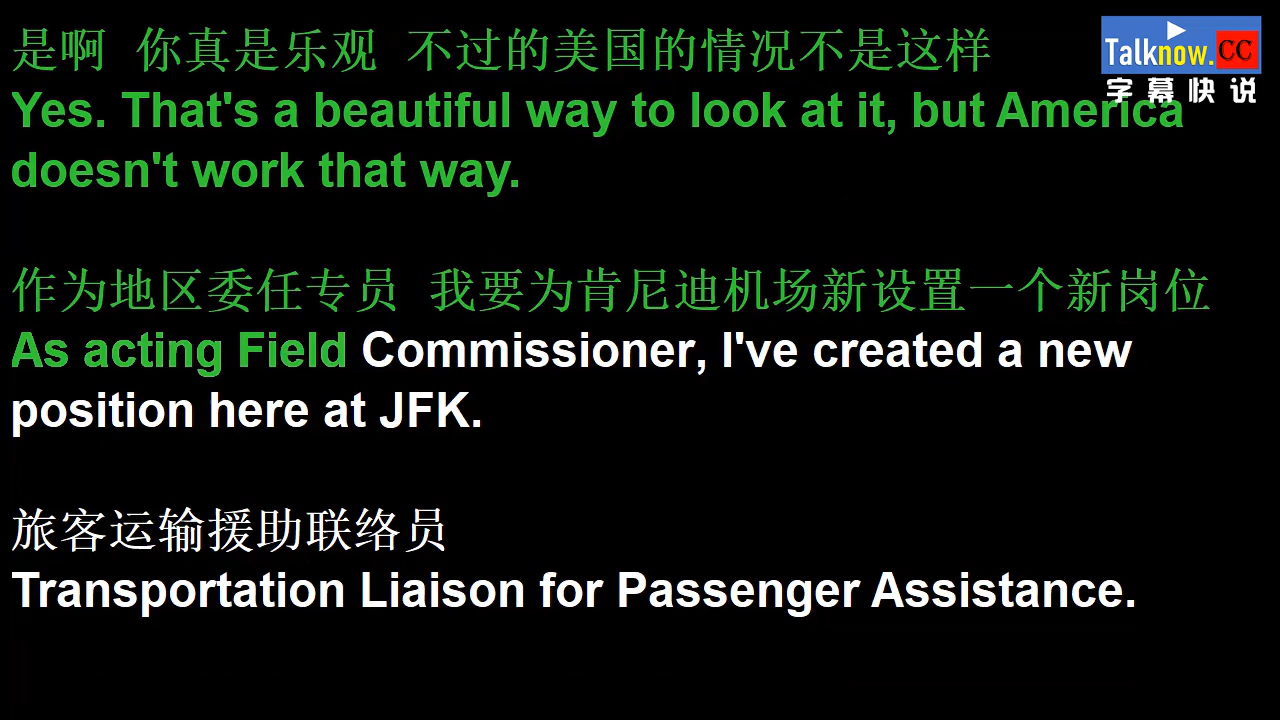 是啊 你真是乐观 不过的美国的情况不是这样
Yes. That's a beautiful way to look at it, but America
doesn't work that way.
作为地区委任专员 我要为肯尼迪机场新设置一个新岗位
As acting Field Commissioner, I've created a new
position here at JFK.
旅客运输援助联络员
Transportation Liaison for Passenger Assistance.
Talknow.CC
字幕快说